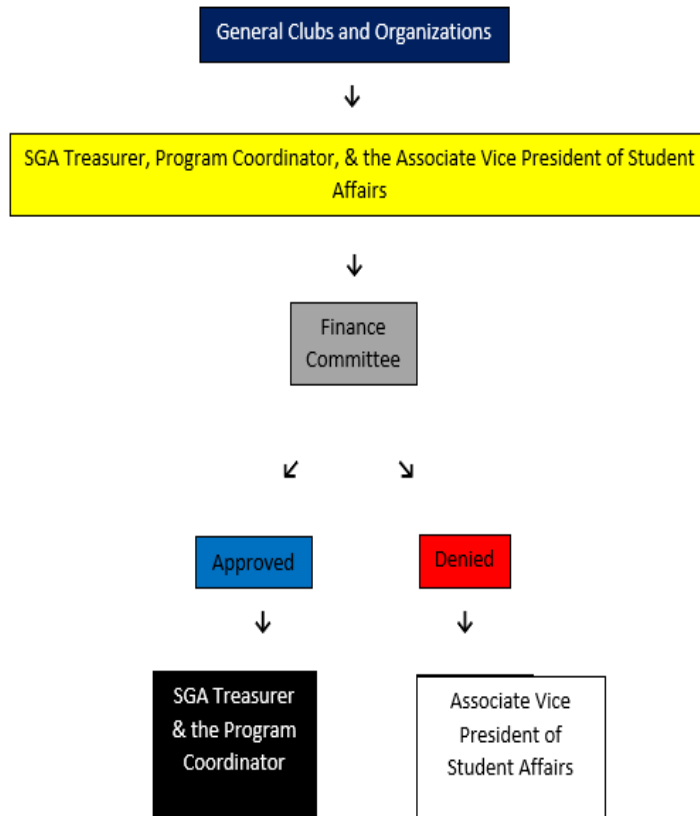 General Clubs and Organizations
SGA Treasurer, Program Coordinator, & the Associate Vice President of Student
Affairs
Finance
Committee
Approved
Denied
SGA Treasurer
& the Program
Coordinator
Associate Vice
President of
Student Affairs